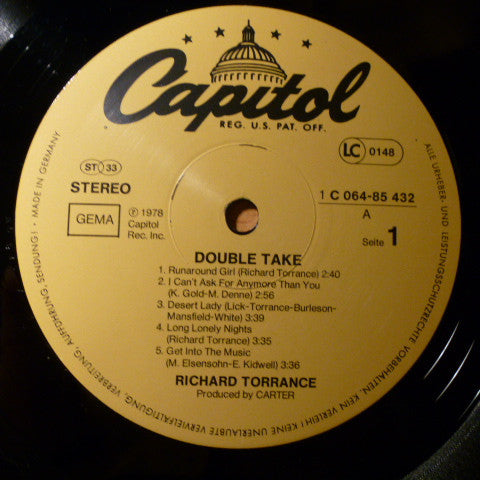 Capitol
REG. U.S. PAT. OFF.
LC 0148
ST 33
STEREO
GEMA
℗ 1978
Capitol
Rec. Inc.
1 C 064-85 432
A
Seite 1
DOUBLE TAKE
1. Runaround Girl (Richard Torrance) 2:40
2. I Can't Ask For Anymore Than You
(K. Gold-M. Denne) 2:56
3. Desert Lady (Lick-Torrance-Burleson-
Mansfield-White) 3:39
4. Long Lonely Nights
(Richard Torrance) 3:35
5. Get Into The Music
(M. Elsensohn-E. Kidwell) 3:36
RICHARD TORRANCE
Produced by CARTER
ALLE URHEBER- UND LEISTUNGSSCHUTZRECHTE VORBEHALTEN. KEIN VERLEIH! KEINE UNERLAUBTE VERVIELFÄLTIGUNG, VERBREITUNG, AUFFÜHRUNG, SENDUNG! • MADE IN GERMANY